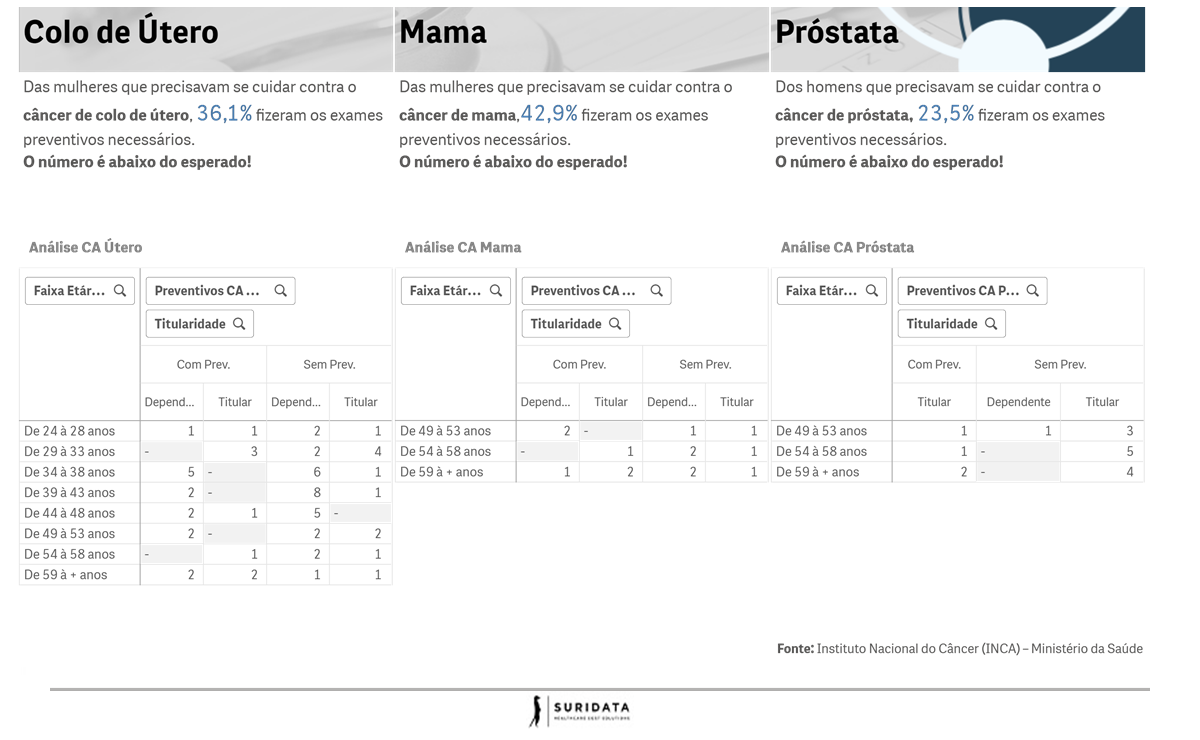 Colo de Útero
Das mulheres que precisavam se cuidar contra o
câncer de colo de útero, 36,1% fizeram os exames
preventivos necessários.
O número é abaixo do esperado!
Mama
Das mulheres que precisavam se cuidar contra o
câncer de mama,42,9% fizeram os exames
preventivos necessários.
O número é abaixo do esperado!
Próstata
Dos homens que precisavam se cuidar contra o
câncer de próstata, 23,5% fizeram os exames
preventivos necessários.
O número é abaixo do esperado!
Análise CA Útero
Faixa Etár... Preventivos CA ...
Titularidade
Com Prev. Sem Prev.
Depend... Titular Depend... Titular
De 24 à 28 anos 1 1 2 1
De 29 à 33 anos - 3 2 4
De 34 à 38 anos 5 - 6 1
De 39 à 43 anos 2 - 8 1
De 44 à 48 anos 2 1 5 -
De 49 à 53 anos 2 - 2 2
De 54 à 58 anos - 1 2 1
De 59 à + anos 2 2 1 1
Análise CA Mama
Faixa Etár... Preventivos CA ...
Titularidade
Com Prev. Sem Prev.
Depend... Titular Depend... Titular
De 49 à 53 anos 2 - 1 1
De 54 à 58 anos - 1 2 1
De 59 à + anos 1 2 2 1
Análise CA Próstata
Faixa Etár... Preventivos CA P...
Titularidade
Com Prev. Sem Prev.
Titular Dependente Titular
De 49 à 53 anos 1 1 3
De 54 à 58 anos 1 - 5
De 59 à + anos 2 - 4
Fonte: Instituto Nacional do Câncer (INCA) – Ministério da Saúde
SURIDATA
HEALTHCARE BEST SOLUTIONS